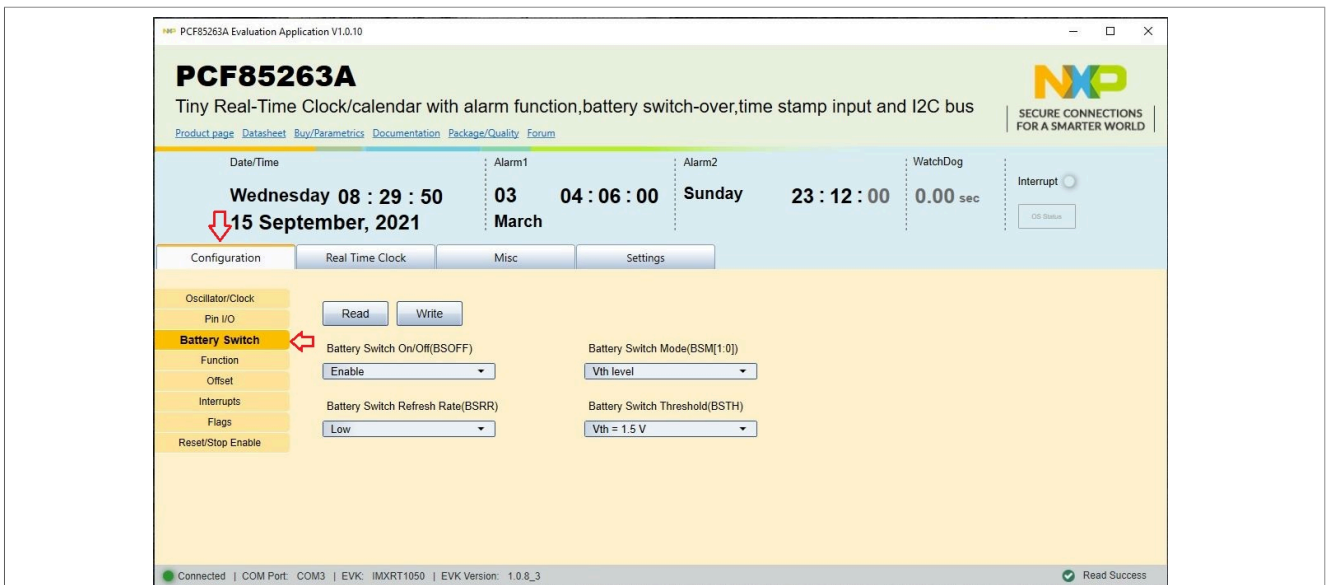 PCF85263A Evaluation Application V1.0.10
PCF85263A
Tiny Real-Time Clock/calendar with alarm function,battery switch-over,time stamp input and I2C bus
Product page Datasheet Buy/Parametrics Documentation Package/Quality Forum
NXP
SECURE CONNECTIONS
FOR A SMARTER WORLD
Date/Time
Wednesday 08 : 29 : 50
15 September, 2021
Alarm1
03 04 : 06 : 00
March
Alarm2
Sunday 23 : 12 : 00
WatchDog
0.00 sec
Interrupt
OS Status
Configuration Real Time Clock Misc Settings
Oscillator/Clock
Pin I/O
Battery Switch
Function
Offset
Interrupts
Flags
Reset/Stop Enable
Read Write
Battery Switch On/Off(BSOFF) Battery Switch Mode(BSM[1:0])
Enable Vth level
Battery Switch Refresh Rate(BSRR) Battery Switch Threshold(BSTH)
Low Vth = 1.5 V
Connected | COM Port: COM3 | EVK: IMXRT1050 | EVK Version: 1.0.8_3 Read Success